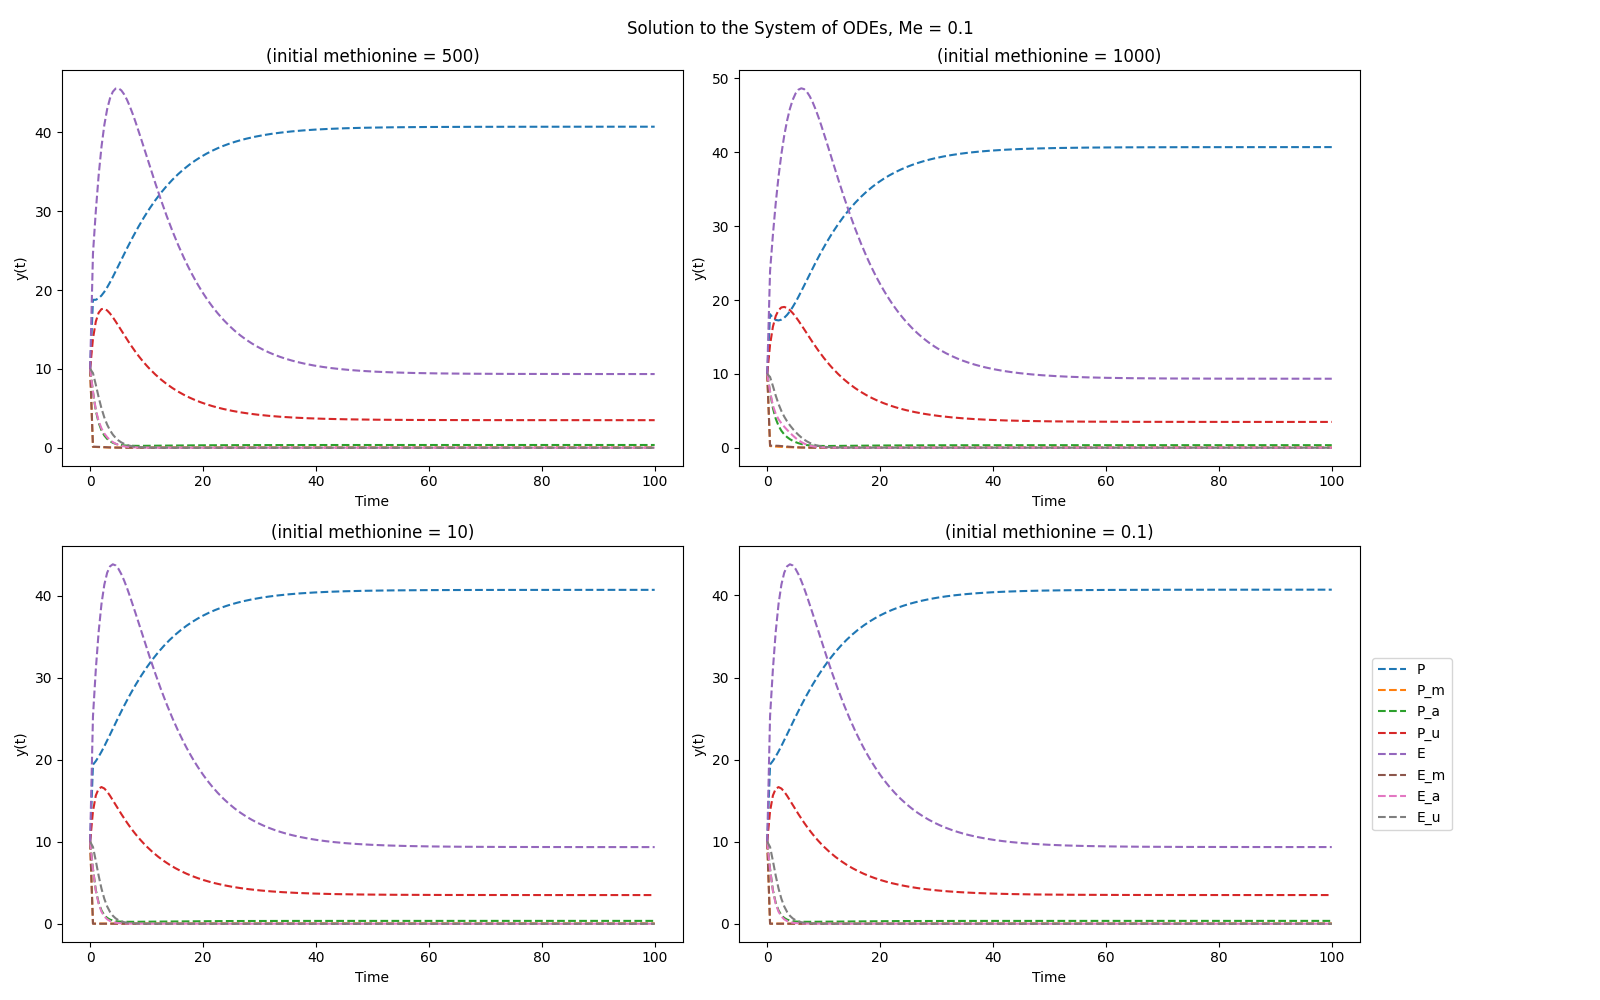 Solution to the System of ODEs, Me = 0.1
(initial methionine = 500)
y(t)
40
30
20
10
0
0 20 40 60 80 100
Time
(initial methionine = 1000)
y(t)
50
40
30
20
10
0
0 20 40 60 80 100
Time
(initial methionine = 10)
y(t)
40
30
20
10
0
0 20 40 60 80 100
Time
(initial methionine = 0.1)
y(t)
40
30
20
10
0
0 20 40 60 80 100
Time
P
P_m
P_a
P_u
E
E_m
E_a
E_u